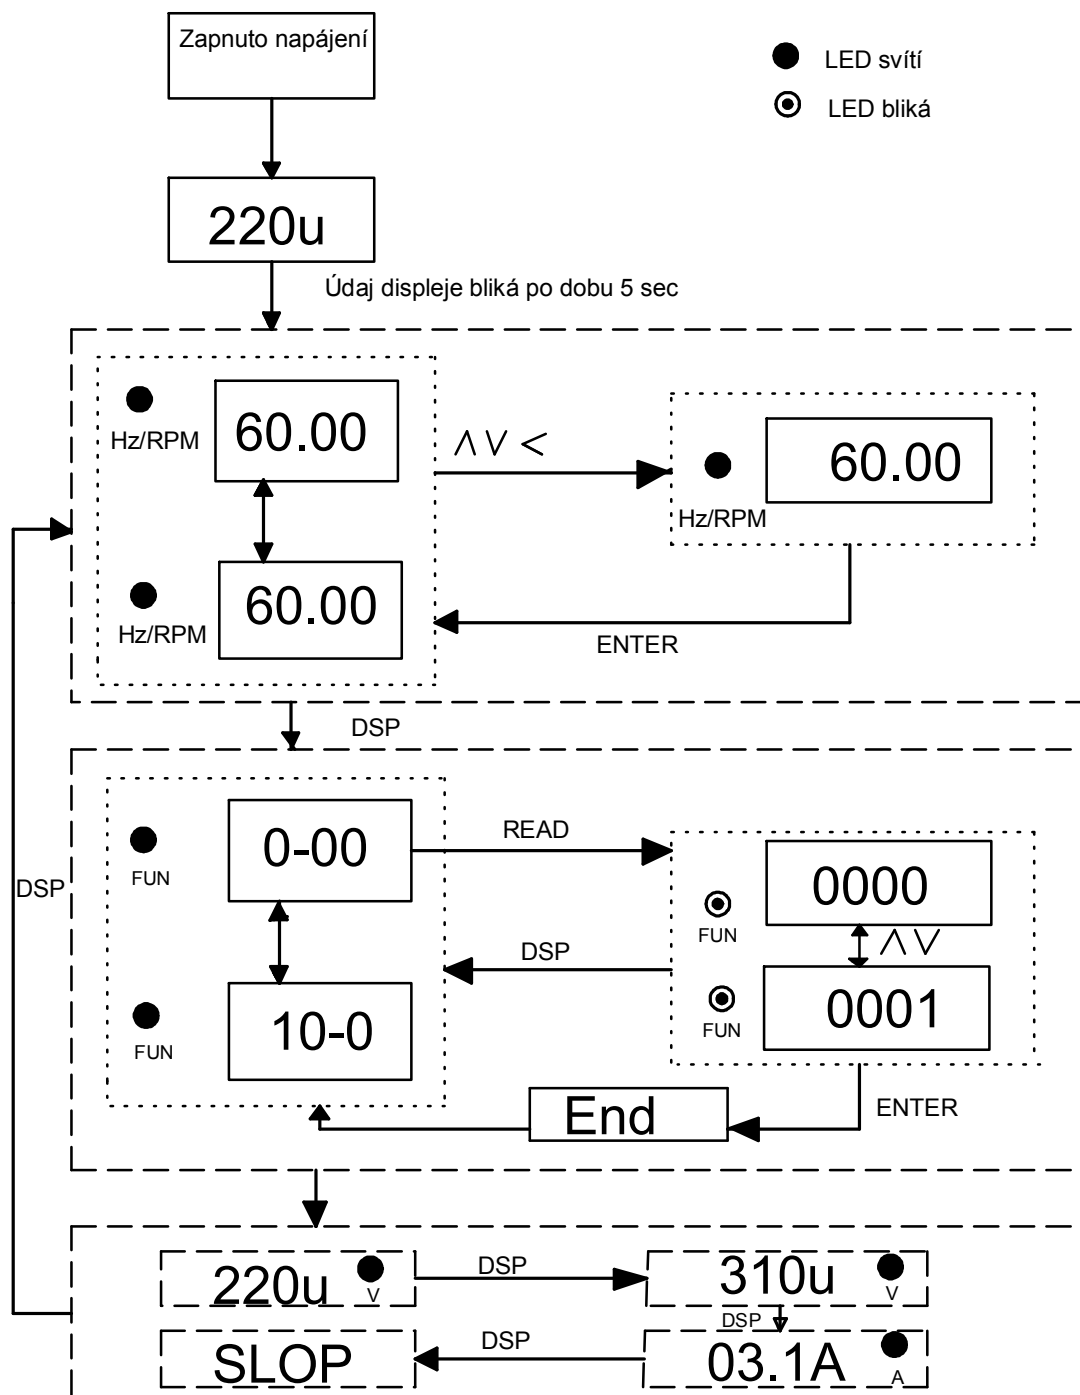 Zapnuto napájení
LED svítí
LED bliká
220u
Údaj displeje bliká po dobu 5 sec
60.00
Hz/RPM
∧ ∨ <
60.00
Hz/RPM
60.00
Hz/RPM
ENTER
DSP
0-00
FUN
READ
0000
FUN
∧ ∨
DSP
DSP
10-0
FUN
0001
FUN
End
ENTER
220u
V
DSP
310u
V
DSP
SLOP
DSP
03.1A
A